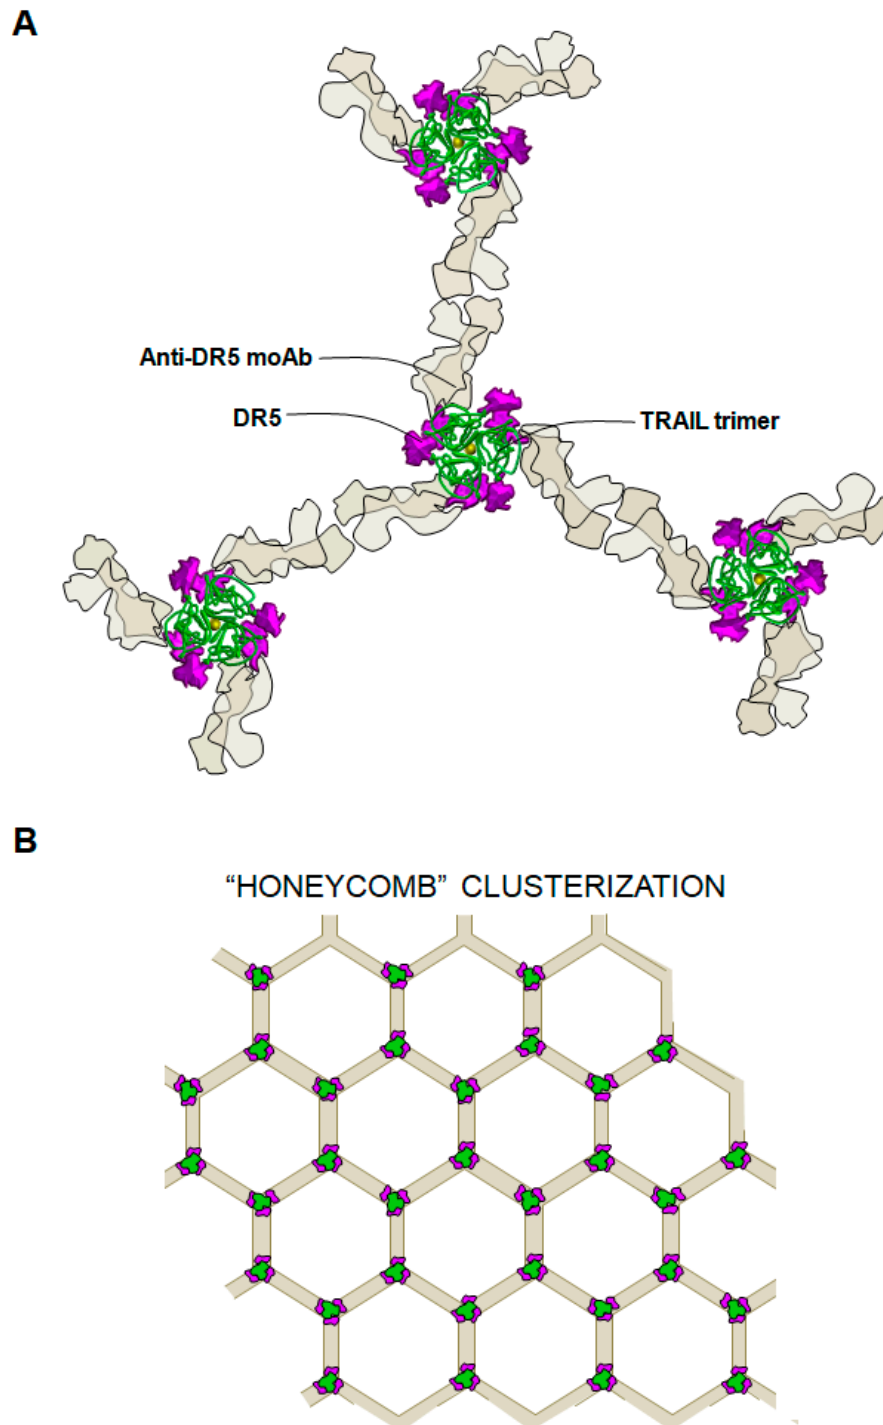 A
Anti-DR5 moAb
DR5
TRAIL trimer
B
“HONEYCOMB” CLUSTERIZATION